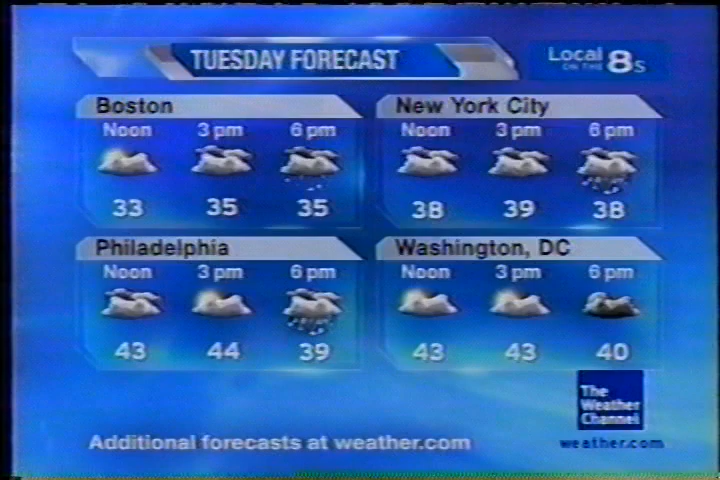 TUESDAY FORECAST
Local
ON THE 8s
Boston
Noon 3 pm 6 pm
33 35 35
New York City
Noon 3 pm 6 pm
38 39 38
Philadelphia
Noon 3 pm 6 pm
43 44 39
Washington, DC
Noon 3 pm 6 pm
43 43 40
The
Weather
Channel
Additional forecasts at weather.com
weather.com